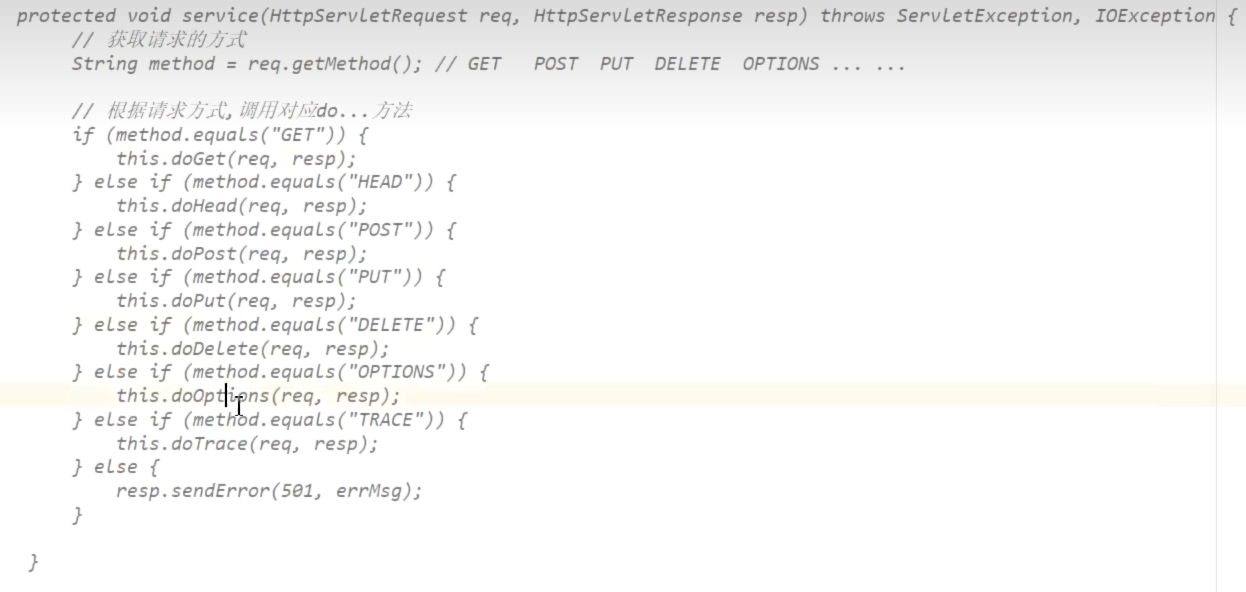 protected void service(HttpServletRequest req, HttpServletResponse resp) throws ServletException, IOException {
// 获取请求的方式
String method = req.getMethod(); // GET POST PUT DELETE OPTIONS ... ...
// 根据请求方式,调用对应do...方法
if (method.equals("GET")) {
this.doGet(req, resp);
} else if (method.equals("HEAD")) {
this.doHead(req, resp);
} else if (method.equals("POST")) {
this.doPost(req, resp);
} else if (method.equals("PUT")) {
this.doPut(req, resp);
} else if (method.equals("DELETE")) {
this.doDelete(req, resp);
} else if (method.equals("OPTIONS")) {
this.doOptions(req, resp);
} else if (method.equals("TRACE")) {
this.doTrace(req, resp);
} else {
resp.sendError(501, errMsg);
}
}